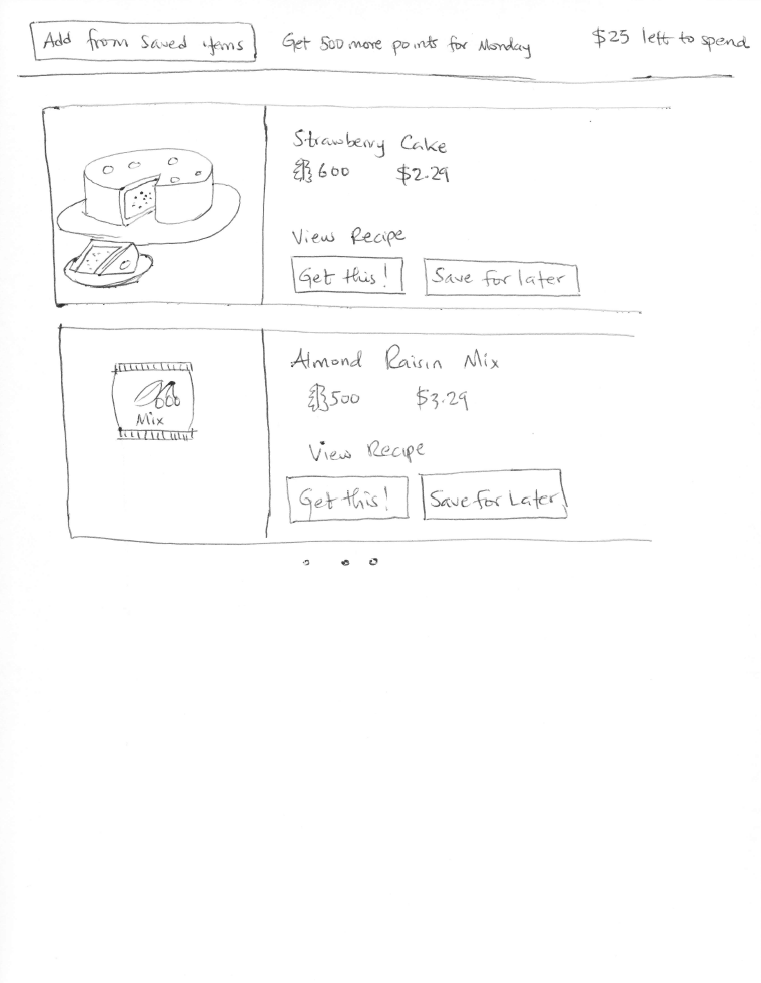 Add from Saved items Get 500 more points for Monday $25 left to spend
Strawberry Cake
600 $2.29
View Recipe
Get this! Save for later
Mix
Almond Raisin Mix
500 $3.29
View Recipe
Get this! Save for Later